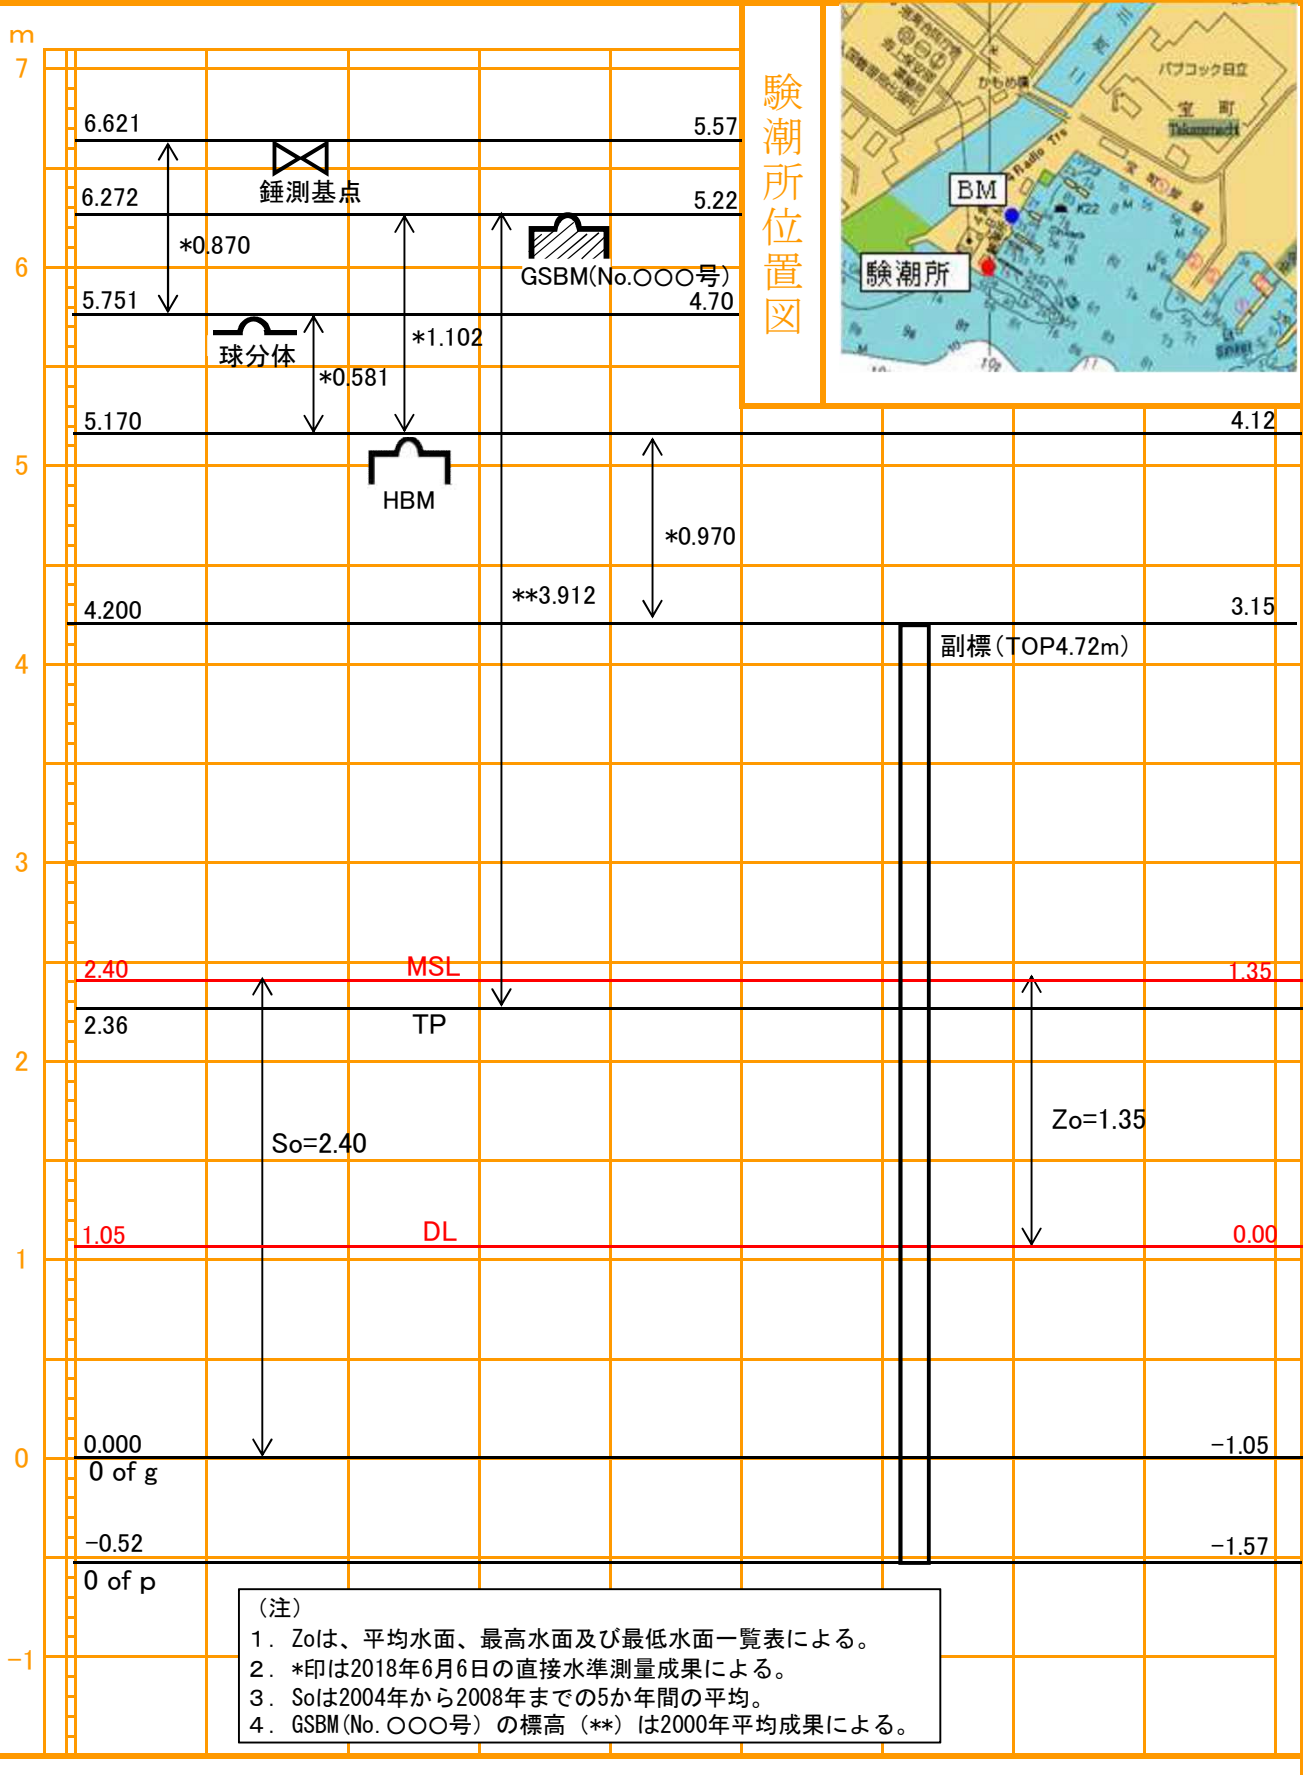 m
7
6
5
4
3
2
1
0
-1
6.621
5.57
錘測基点
6.272
5.22
*0.870
GSBM(No.○○○号)
5.751
4.70
球分体
*1.102
*0.581
5.170
4.12
HBM
*0.970
**3.912
4.200
3.15
副標(TOP4.72m)
2.40
MSL
1.35
2.36
TP
So=2.40
Zo=1.35
1.05
DL
0.00
0.000
-1.05
0 of g
-0.52
-1.57
0 of p
験潮所位置図
バブコック日立
かもめ橋
宝町
Takaramachi
BM
K22
験潮所
(注)
1. Zoは、平均水面、最高水面及び最低水面一覧表による。
2. *印は2018年6月6日の直接水準測量成果による。
3. Soは2004年から2008年までの5か年間の平均。
4. GSBM(No.○○○号)の標高(**)は2000年平均成果による。